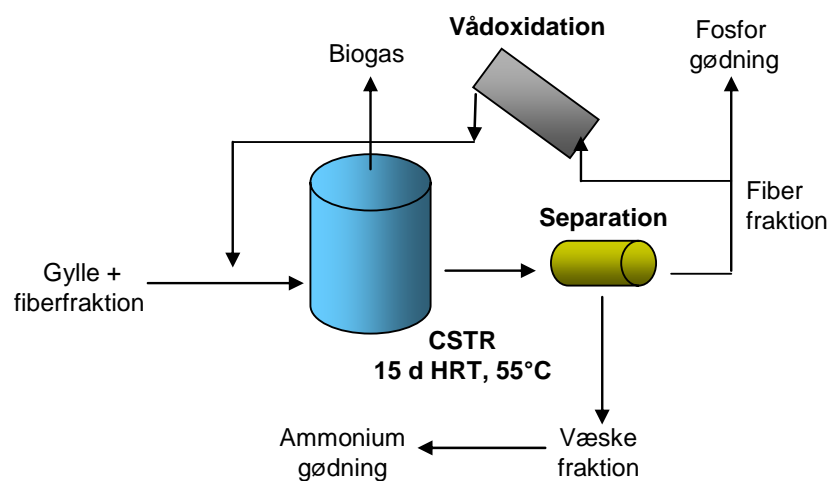 Vådoxidation
Fosfor
gødning
Biogas
Fiber
fraktion
Separation
Gylle +
fiberfraktion
CSTR
15 d HRT, 55°C
Ammonium
gødning
Væske
fraktion